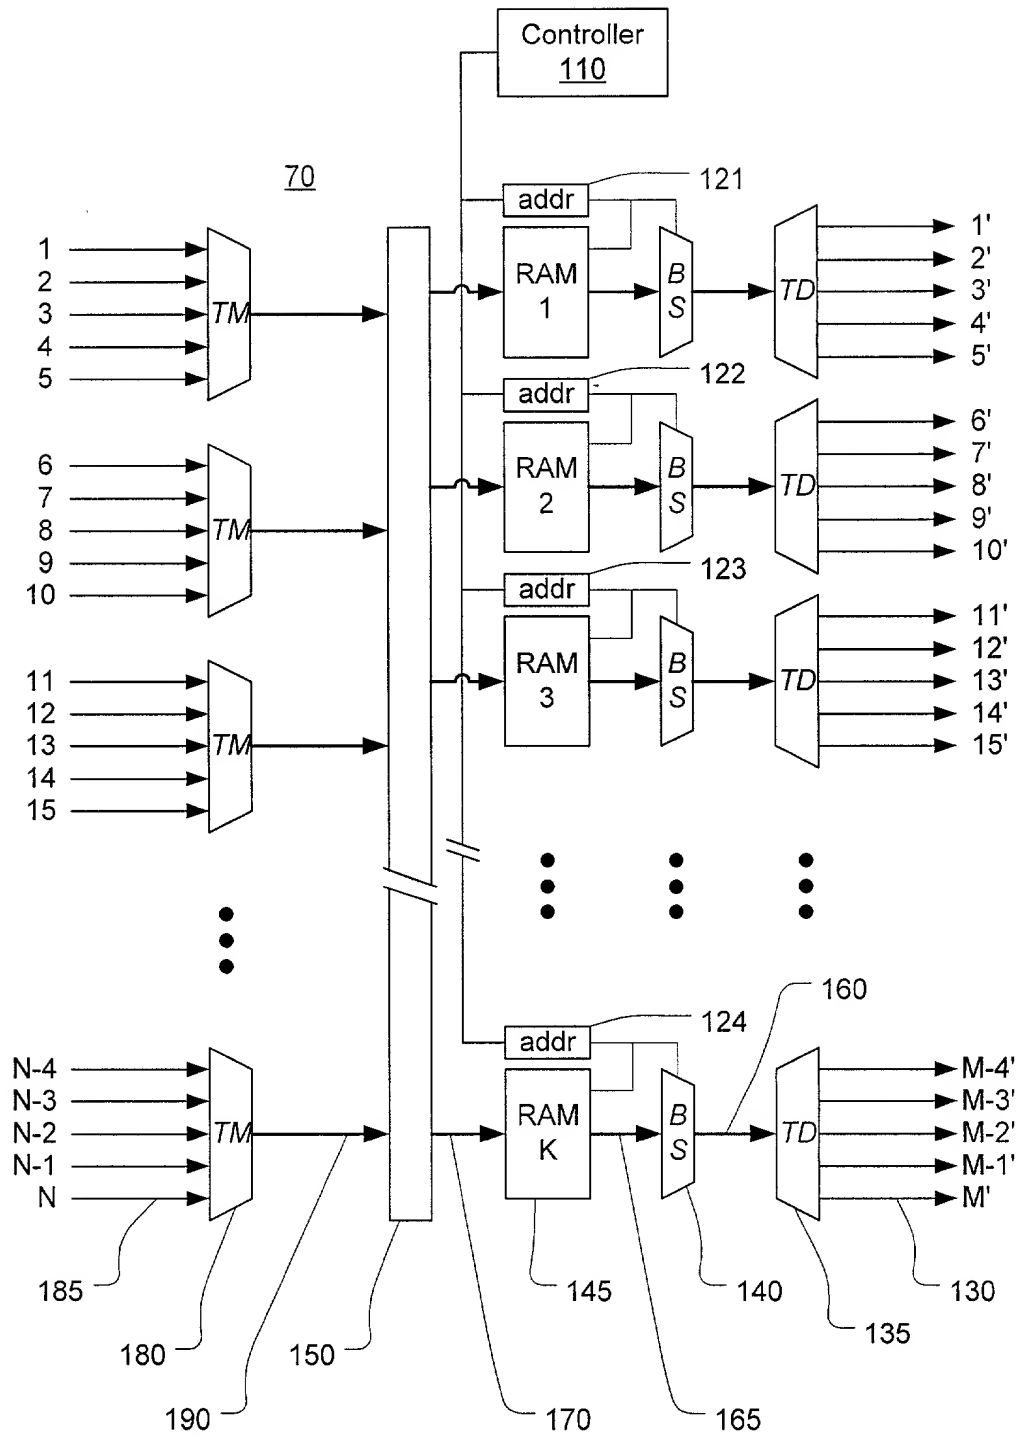 Controller
110
70
121
addr
1
2
3
4
5
TM
RAM
1
B
S
TD
1'
2'
3'
4'
5'
122
addr
6
7
8
9
10
TM
RAM
2
B
S
TD
6'
7'
8'
9'
10'
123
addr
11
12
13
14
15
TM
RAM
3
B
S
TD
11'
12'
13'
14'
15'
160
124
addr
N-4
N-3
N-2
N-1
N
TM
RAM
K
B
S
TD
M-4'
M-3'
M-2'
M-1'
M'
185
180
190
150
170
145
165
140
135
130